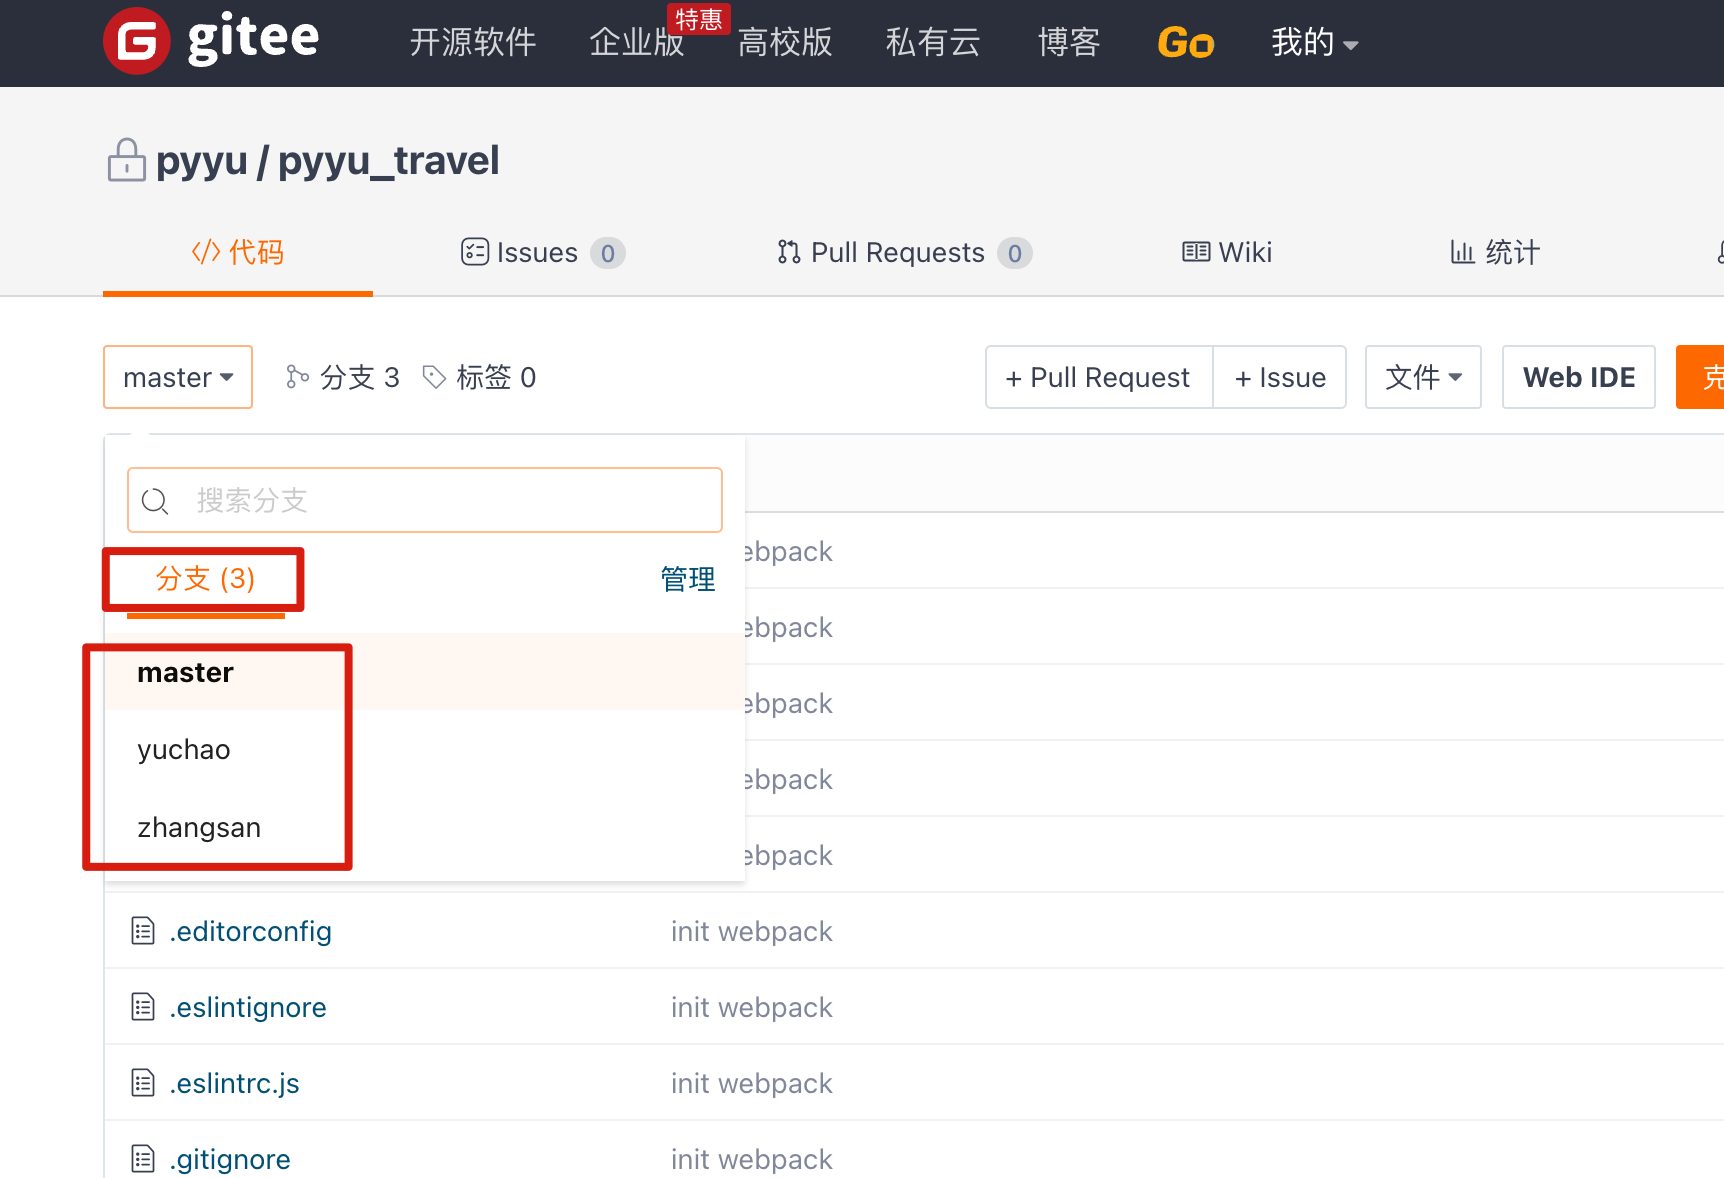 gitee 开源软件 企业版 特惠 高校版 私有云 博客 Go 我的
pyyu / pyyu_travel
代码 Issues 0 Pull Requests 0 Wiki 统计
master 分支 3 标签 0 + Pull Request + Issue 文件 Web IDE 克
搜索分支
ebpack
分支 (3) 管理
ebpack
master
ebpack
yuchao
ebpack
zhangsan
ebpack
.editorconfig init webpack
.eslintignore init webpack
.eslintrc.js init webpack
.gitignore init webpack